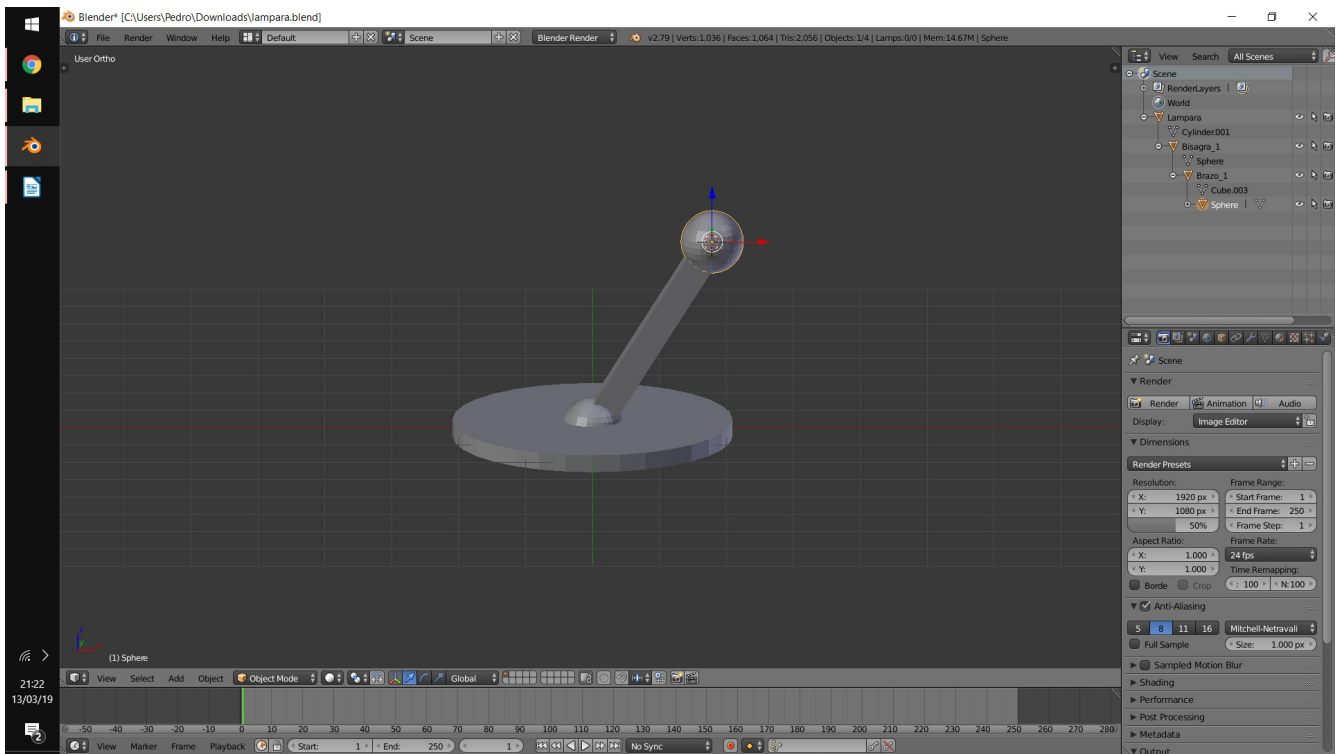 Blender* [C:\Users\Pedro\Downloads\lampara.blend]
File Render Window Help Default Scene Blender Render v2.79 | Verts:1,036 | Faces:1,064 | Tris:2,056 | Objects:1/4 | Lamps:0/0 | Mem:14.67M | Sphere
View Search All Scenes
User Ortho
Scene
RenderLayers |
World
Lampara
Cylinder.001
Bisagra_1
Sphere
Brazo_1
Cube.003
Sphere |
Scene
Render
Render Animation Audio
Display: Image Editor
Dimensions
Render Presets
Resolution: Frame Range:
X: 1920 px Start Frame: 1
Y: 1080 px End Frame: 250
50% Frame Step: 1
Aspect Ratio: Frame Rate:
X: 1.000 24 fps
Y: 1.000 Time Remapping:
Borde Crop : 100 N:100
Anti-Aliasing
5 8 11 16 Mitchell-Netravali
Full Sample Size: 1.000 px
Sampled Motion Blur
Shading
Performance
Post Processing
Metadata
Output
z
y
(1) Sphere
View Select Add Object Object Mode Global
-50 -40 -30 -20 -10 0 10 20 30 40 50 60 70 80 90 100 110 120 130 140 150 160 170 180 190 200 210 220 230 240 250 260 270 280
View Marker Frame Playback Start: 1 End: 250 1 No Sync
21:22
13/03/19
2